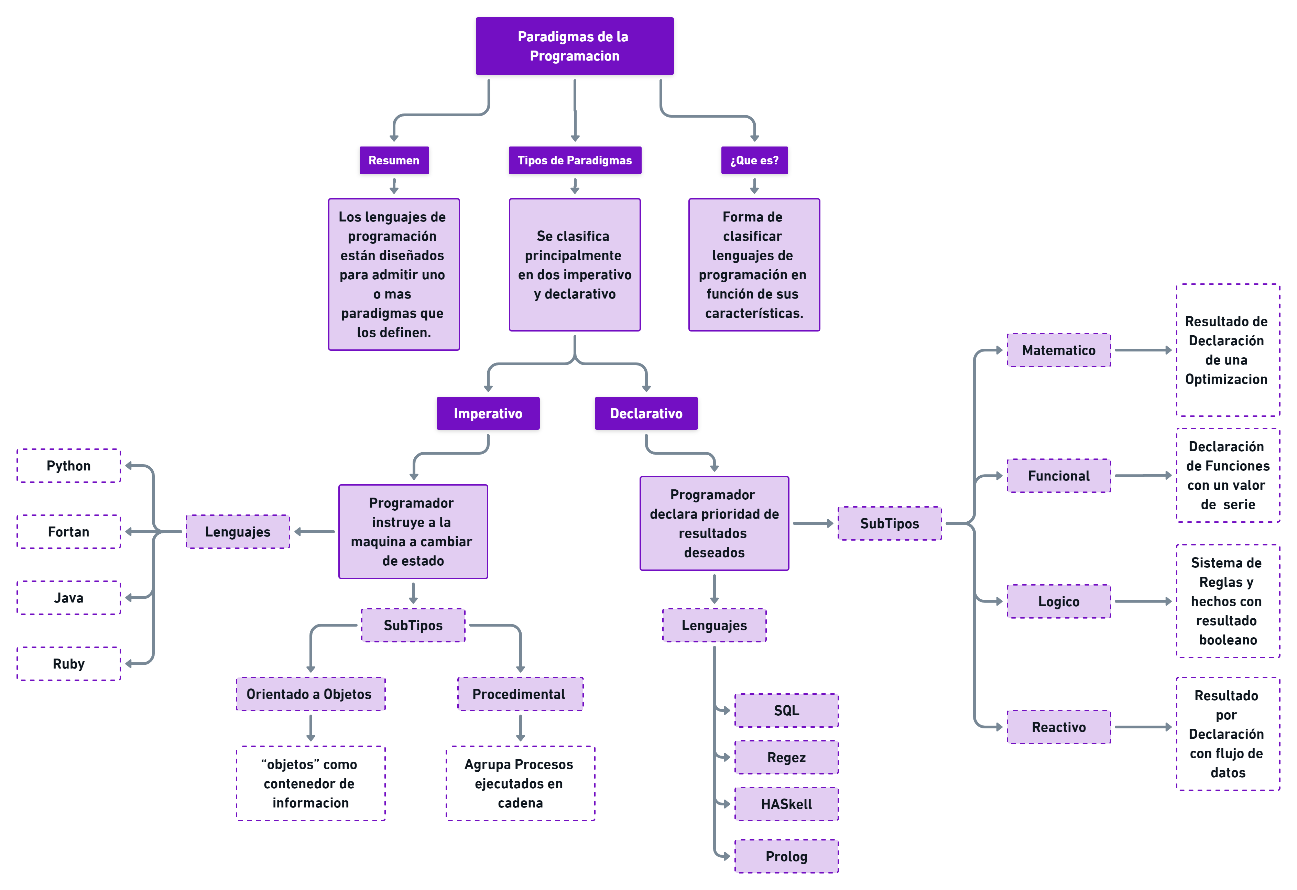 Paradigmas de la
Programacion
Resumen
Tipos de Paradigmas
¿Que es?
Los lenguajes de
programación
están diseñados
para admitir uno
o mas
paradigmas que
los definen.
Se clasifica
principalmente
en dos imperativo
y declarativo
Forma de
clasificar
lenguajes de
programación en
función de sus
características.
Imperativo
Declarativo
Programador
instruye a la
maquina a cambiar
de estado
Lenguajes
Python
Fortan
Java
Ruby
SubTipos
Orientado a Objetos
Procedimental
“objetos” como
contenedor de
informacion
Agrupa Procesos
ejecutados en
cadena
Programador
declara prioridad de
resultados
deseados
Lenguajes
SQL
Regez
HASkell
Prolog
SubTipos
Matematico
Resultado de
Declaración
de una
Optimizacion
Funcional
Declaración
de Funciones
con un valor
de serie
Logico
Sistema de
Reglas y
hechos con
resultado
booleano
Reactivo
Resultado
por
Declaración
con flujo de
datos